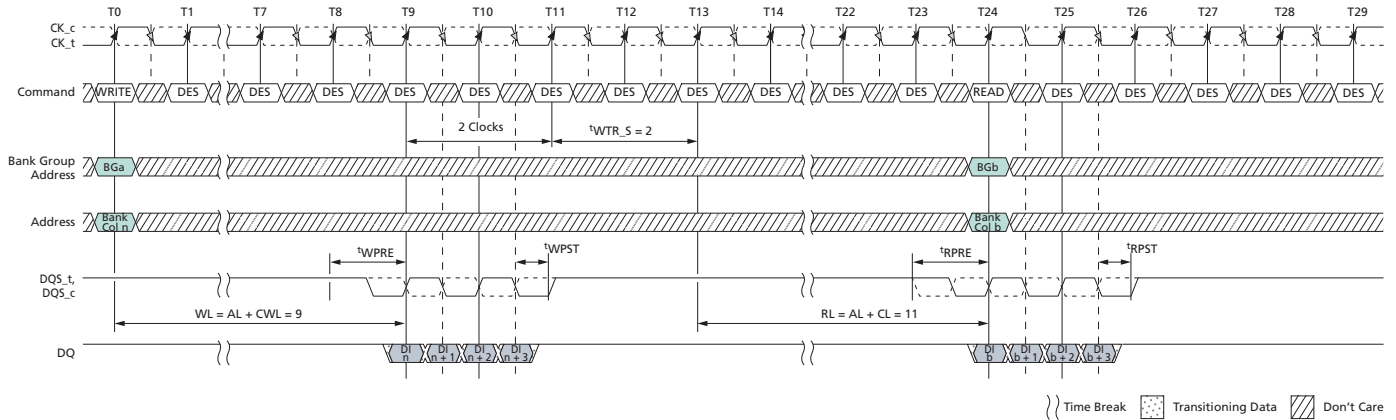 T0 T1 T7 T8 T9 T10 T11 T12 T13 T14 T22 T23 T24 T25 T26 T27 T28 T29
CK_c
CK_t
Command WRITE DES DES DES DES DES DES DES DES DES DES DES READ DES DES DES DES DES
2 Clocks tWTR_S = 2
Bank Group
Address BGa BGb
Address Bank
Col n Bank
Col b
tWPRE tWPST tRPRE tRPST
DQS_t,
DQS_c
WL = AL + CWL = 9 RL = AL + CL = 11
DQ DI
n DI
n + 1 DI
n + 2 DI
n + 3 DI
b DI
b + 1 DI
b + 2 DI
b + 3
Time Break Transitioning Data Don't Care